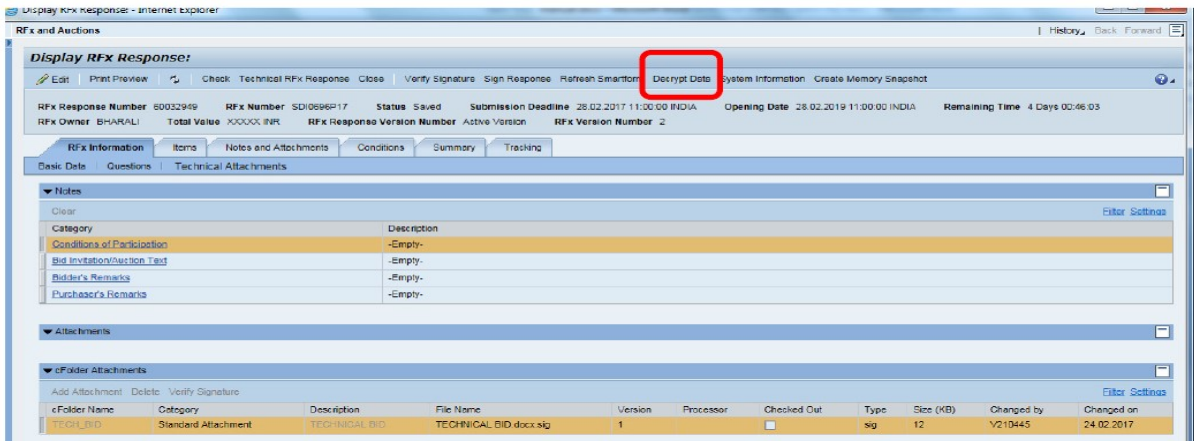 Display RFx Response: - Internet Explorer
RFx and Auctions
History Back Forward
Display RFx Response:
Edit Print Preview Check Technical RFx Response Close Verify Signature Sign Response Refresh Smartform Decrypt Data System Information Create Memory Snapshot
RFx Response Number 60032949 RFx Number SDI0696P17 Status Saved Submission Deadline 28.02.2017 11:00:00 INDIA Opening Date 28.02.2019 11:00:00 INDIA Remaining Time 4 Days 00:46:03
RFx Owner BHARALI Total Value XXXXX INR RFx Response Version Number Active Version RFx Version Number 2
RFx Information Items Notes and Attachments Conditions Summary Tracking
Basic Data Questions Technical Attachments
Notes
Clear Filter Settings
Category Description
Conditions of Participation -Empty-
Bid Invitation/Auction Text -Empty-
Bidder's Remarks -Empty-
Purchaser's Remarks -Empty-
Attachments
cFolder Attachments
Add Attachment Delete Verify Signature Filter Settings
cFolder Name Category Description File Name Version Processor Checked Out Type Size (KB) Changed by Changed on
TECH_BID Standard Attachment TECHNICAL BID TECHNICAL BID.docx.sig 1 sig 12 V210445 24.02.2017